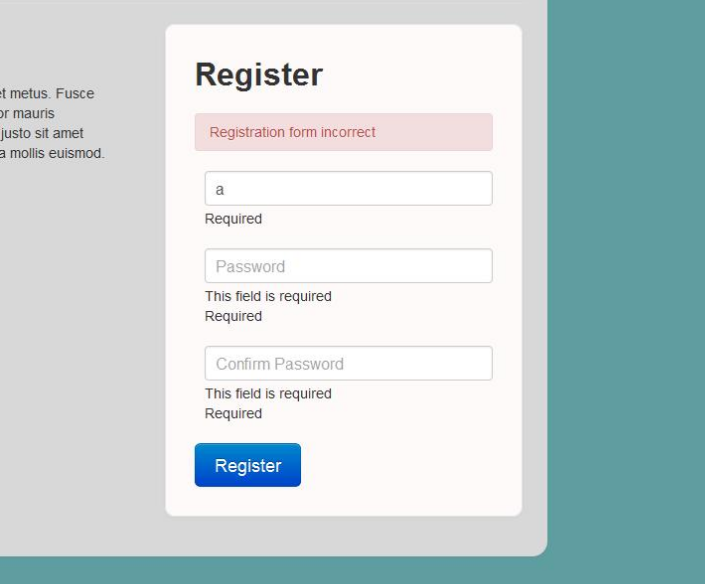 et metus. Fusce
or mauris
justo sit amet
a mollis euismod.
Register
Registration form incorrect
a
Required
Password
This field is required
Required
Confirm Password
This field is required
Required
Register